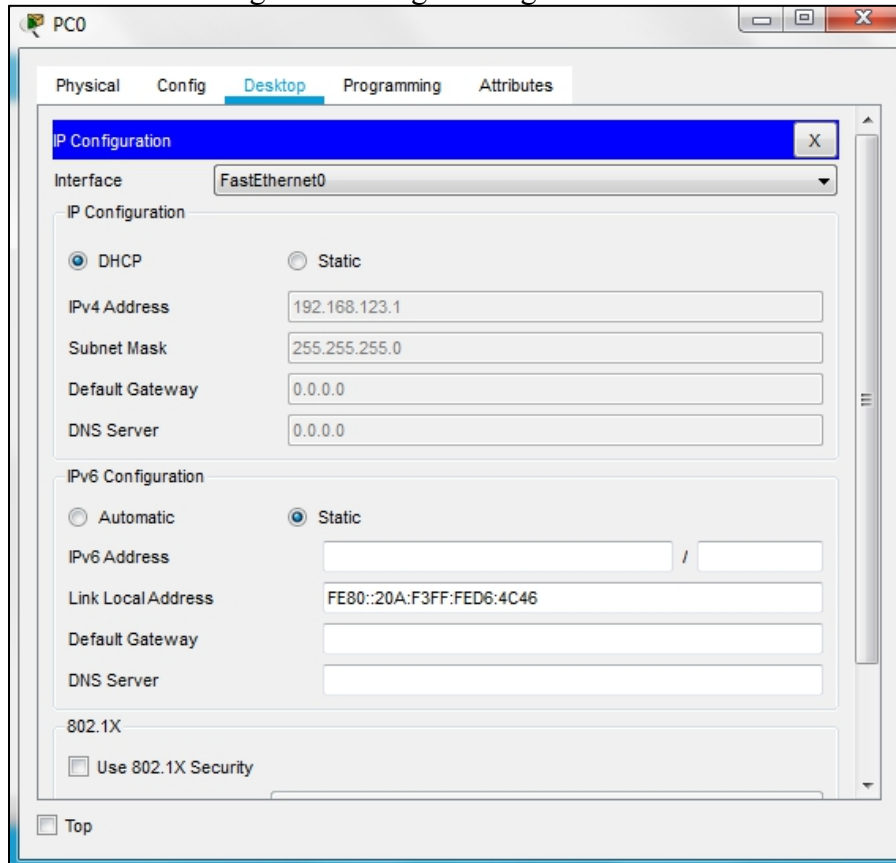 PC0
X
Physical Config Desktop Programming Attributes
IP Configuration X
Interface FastEthernet0
IP Configuration
DHCP Static
IPv4 Address 192.168.123.1
Subnet Mask 255.255.255.0
Default Gateway 0.0.0.0
DNS Server 0.0.0.0
IPv6 Configuration
Automatic Static
IPv6 Address /
Link Local Address FE80::20A:F3FF:FED6:4C46
Default Gateway
DNS Server
802.1X
Use 802.1X Security
Top